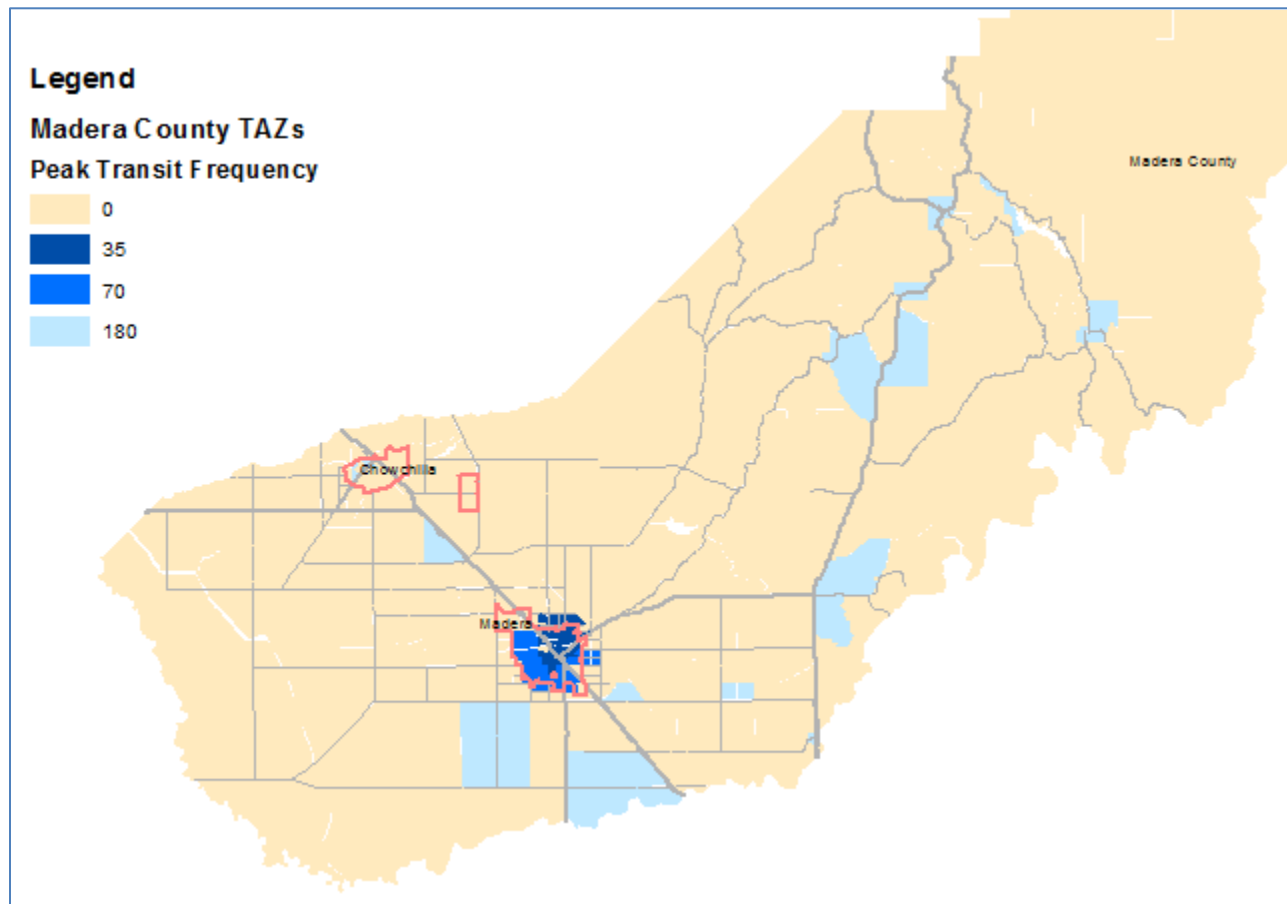 Legend
Madera County TAZs
Peak Transit Frequency
0
35
70
180
Madera County
Chowchilla
Madera